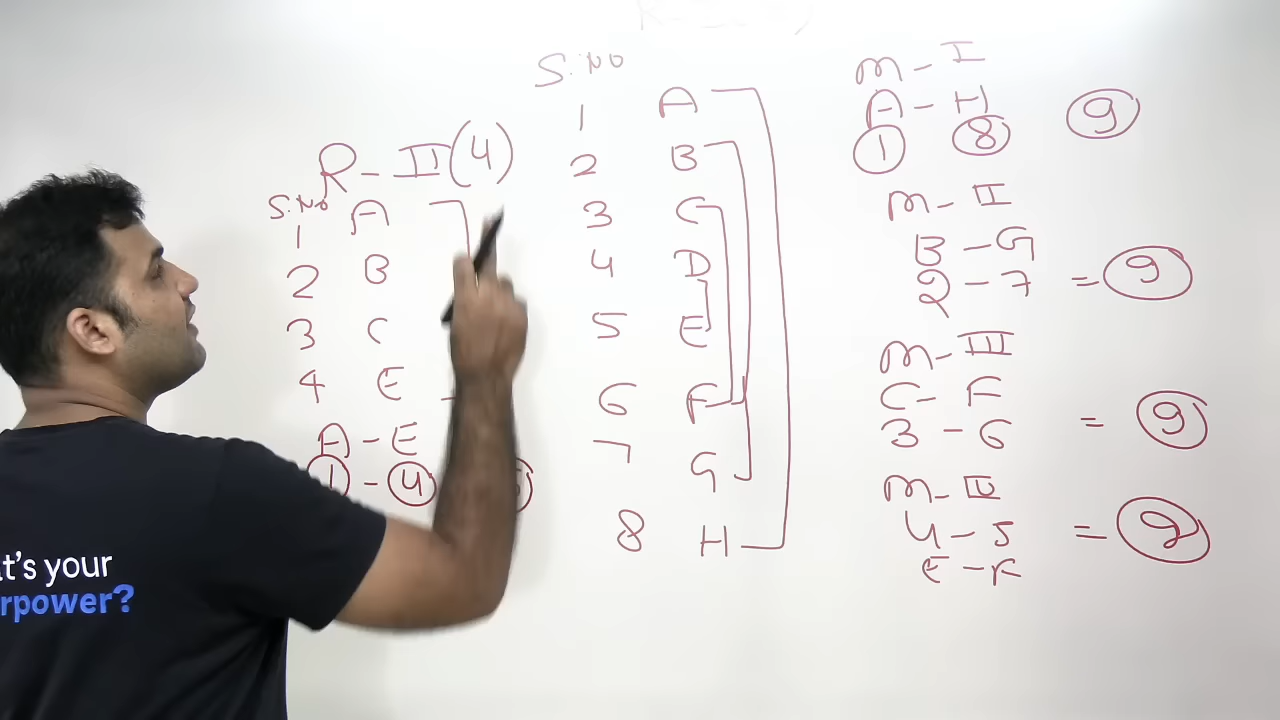 R - II (4)
S.No
1 A
2 B
3 C
4 E
A - E
1 - 4
S.No
1 A
2 B
3 C
4 D
5 E
6 F
7 G
8 H
M - I
A - H
1 8 9
M - II
B - G
2 - 7 = 9
M - III
C - F
3 - 6 = 9
M - IV
4 - 5 = 9
E - F
t's your
rpower?